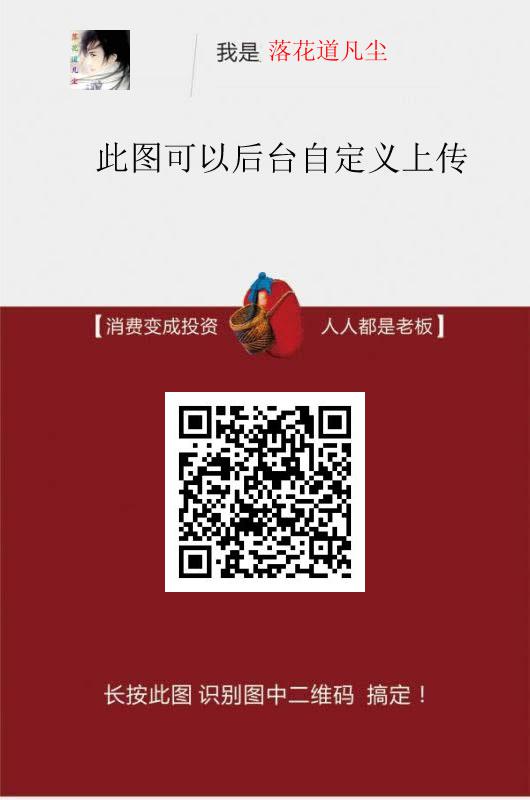 落花道凡尘
我是 落花道凡尘
此图可以后台自定义上传
【消费变成投资 人人都是老板】
长按此图 识别图中二维码 搞定！